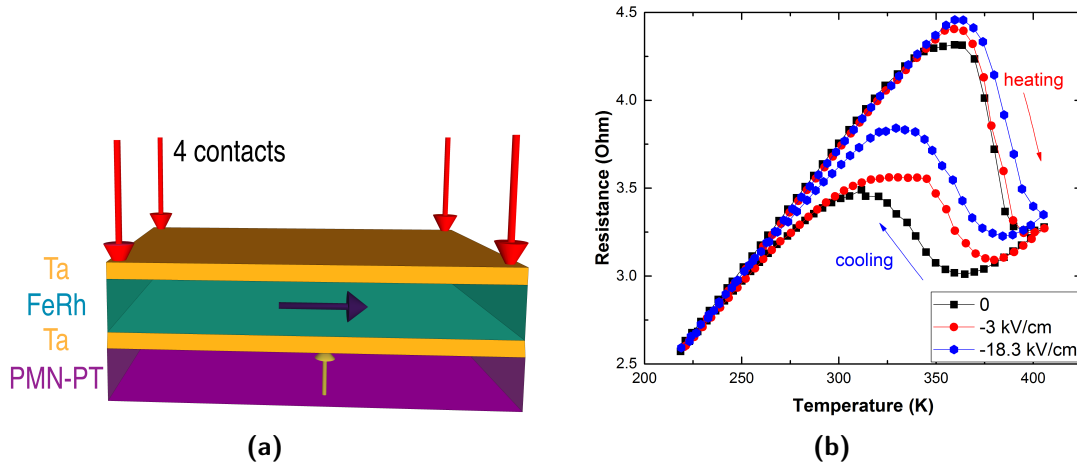 4 contacts
Ta
FeRh
Ta
PMN-PT
(a)
4.5
4.0
3.5
3.0
2.5
Resistance (Ohm)
heating
cooling
0
-3 kV/cm
-18.3 kV/cm
200 250 300 350 400
Temperature (K)
(b)